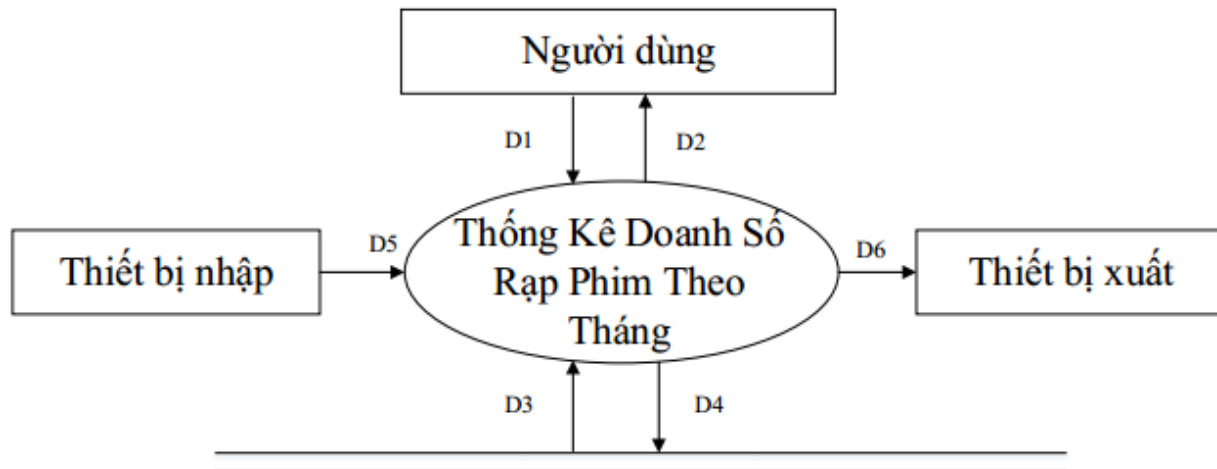 Người dùng
D1
D2
Thống Kê Doanh Số
Rạp Phim Theo
Tháng
Thiết bị nhập
D5
D6
Thiết bị xuất
D3
D4